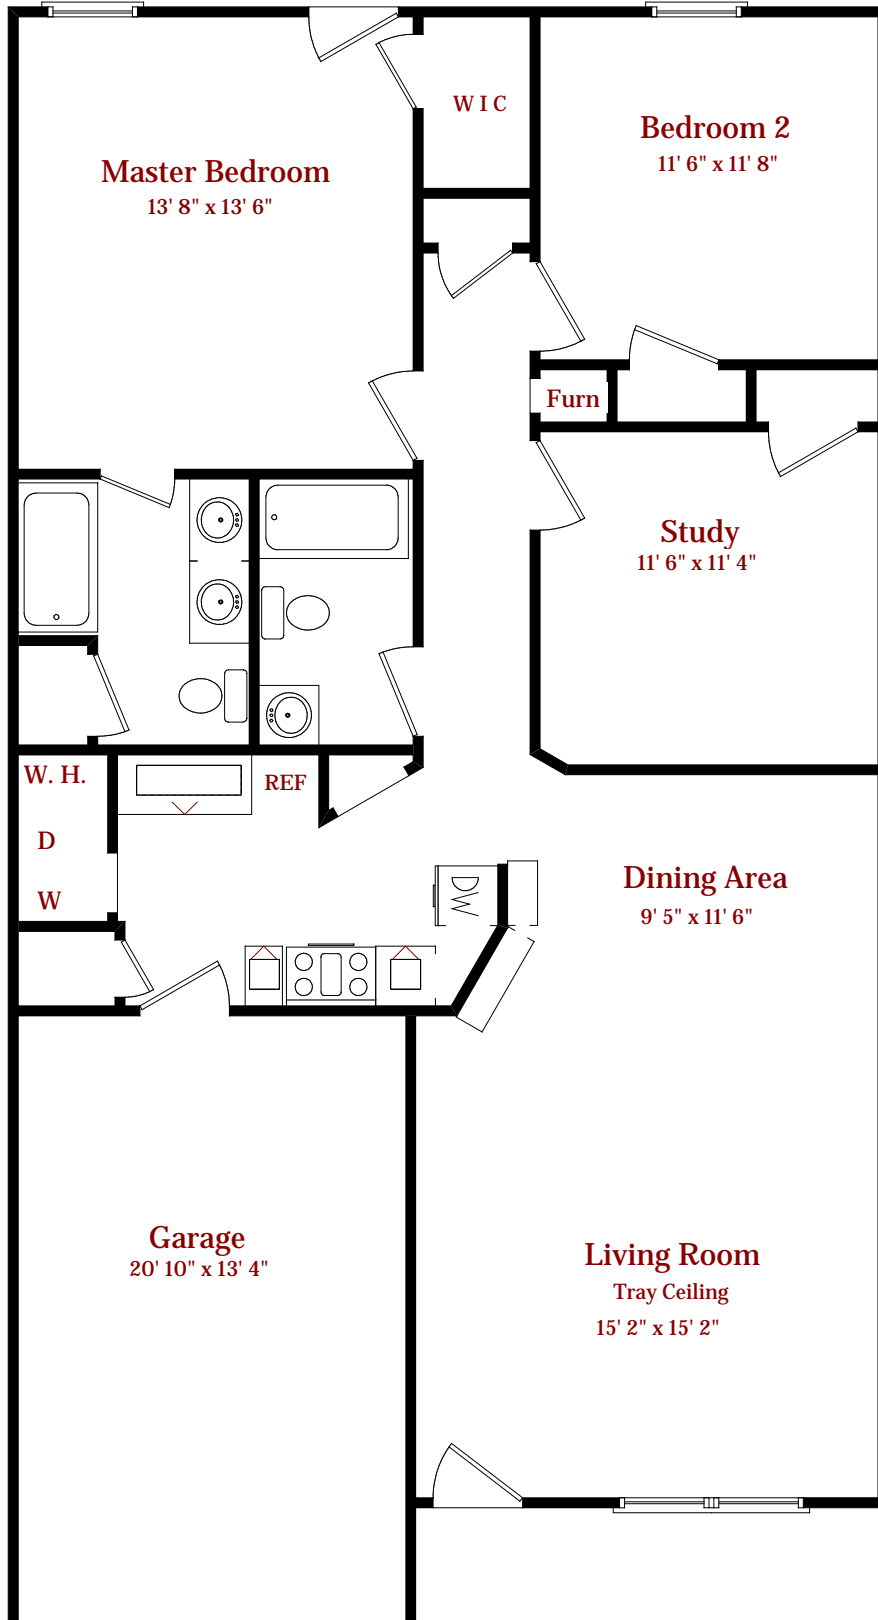 W I C
Bedroom 2
11' 6" x 11' 8"
Master Bedroom
13' 8" x 13' 6"
Furn
Study
11' 6" x 11' 4"
W. H.
REF
D
W
DW
Dining Area
9' 5" x 11' 6"
Garage
20' 10" x 13' 4"
Living Room
Tray Ceiling
15' 2" x 15' 2"